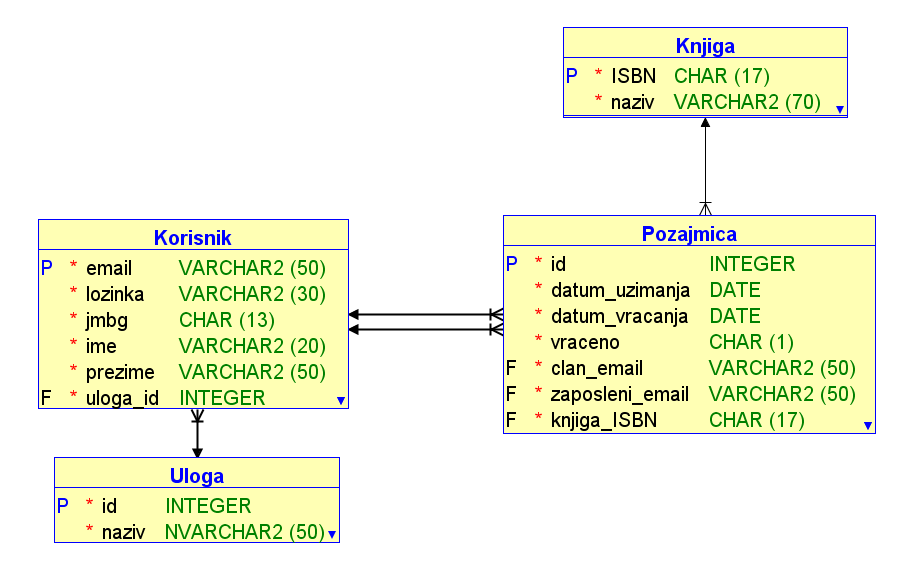 Knjiga
P * ISBN CHAR (17)
* naziv VARCHAR2 (70)
Korisnik
P * email VARCHAR2 (50)
* lozinka VARCHAR2 (30)
* jmbg CHAR (13)
* ime VARCHAR2 (20)
* prezime VARCHAR2 (50)
F * uloga_id INTEGER
Pozajmica
P * id INTEGER
* datum_uzimanja DATE
* datum_vracanja DATE
* vraceno CHAR (1)
F * clan_email VARCHAR2 (50)
F * zaposleni_email VARCHAR2 (50)
F * knjiga_ISBN CHAR (17)
Uloga
P * id INTEGER
* naziv NVARCHAR2 (50)